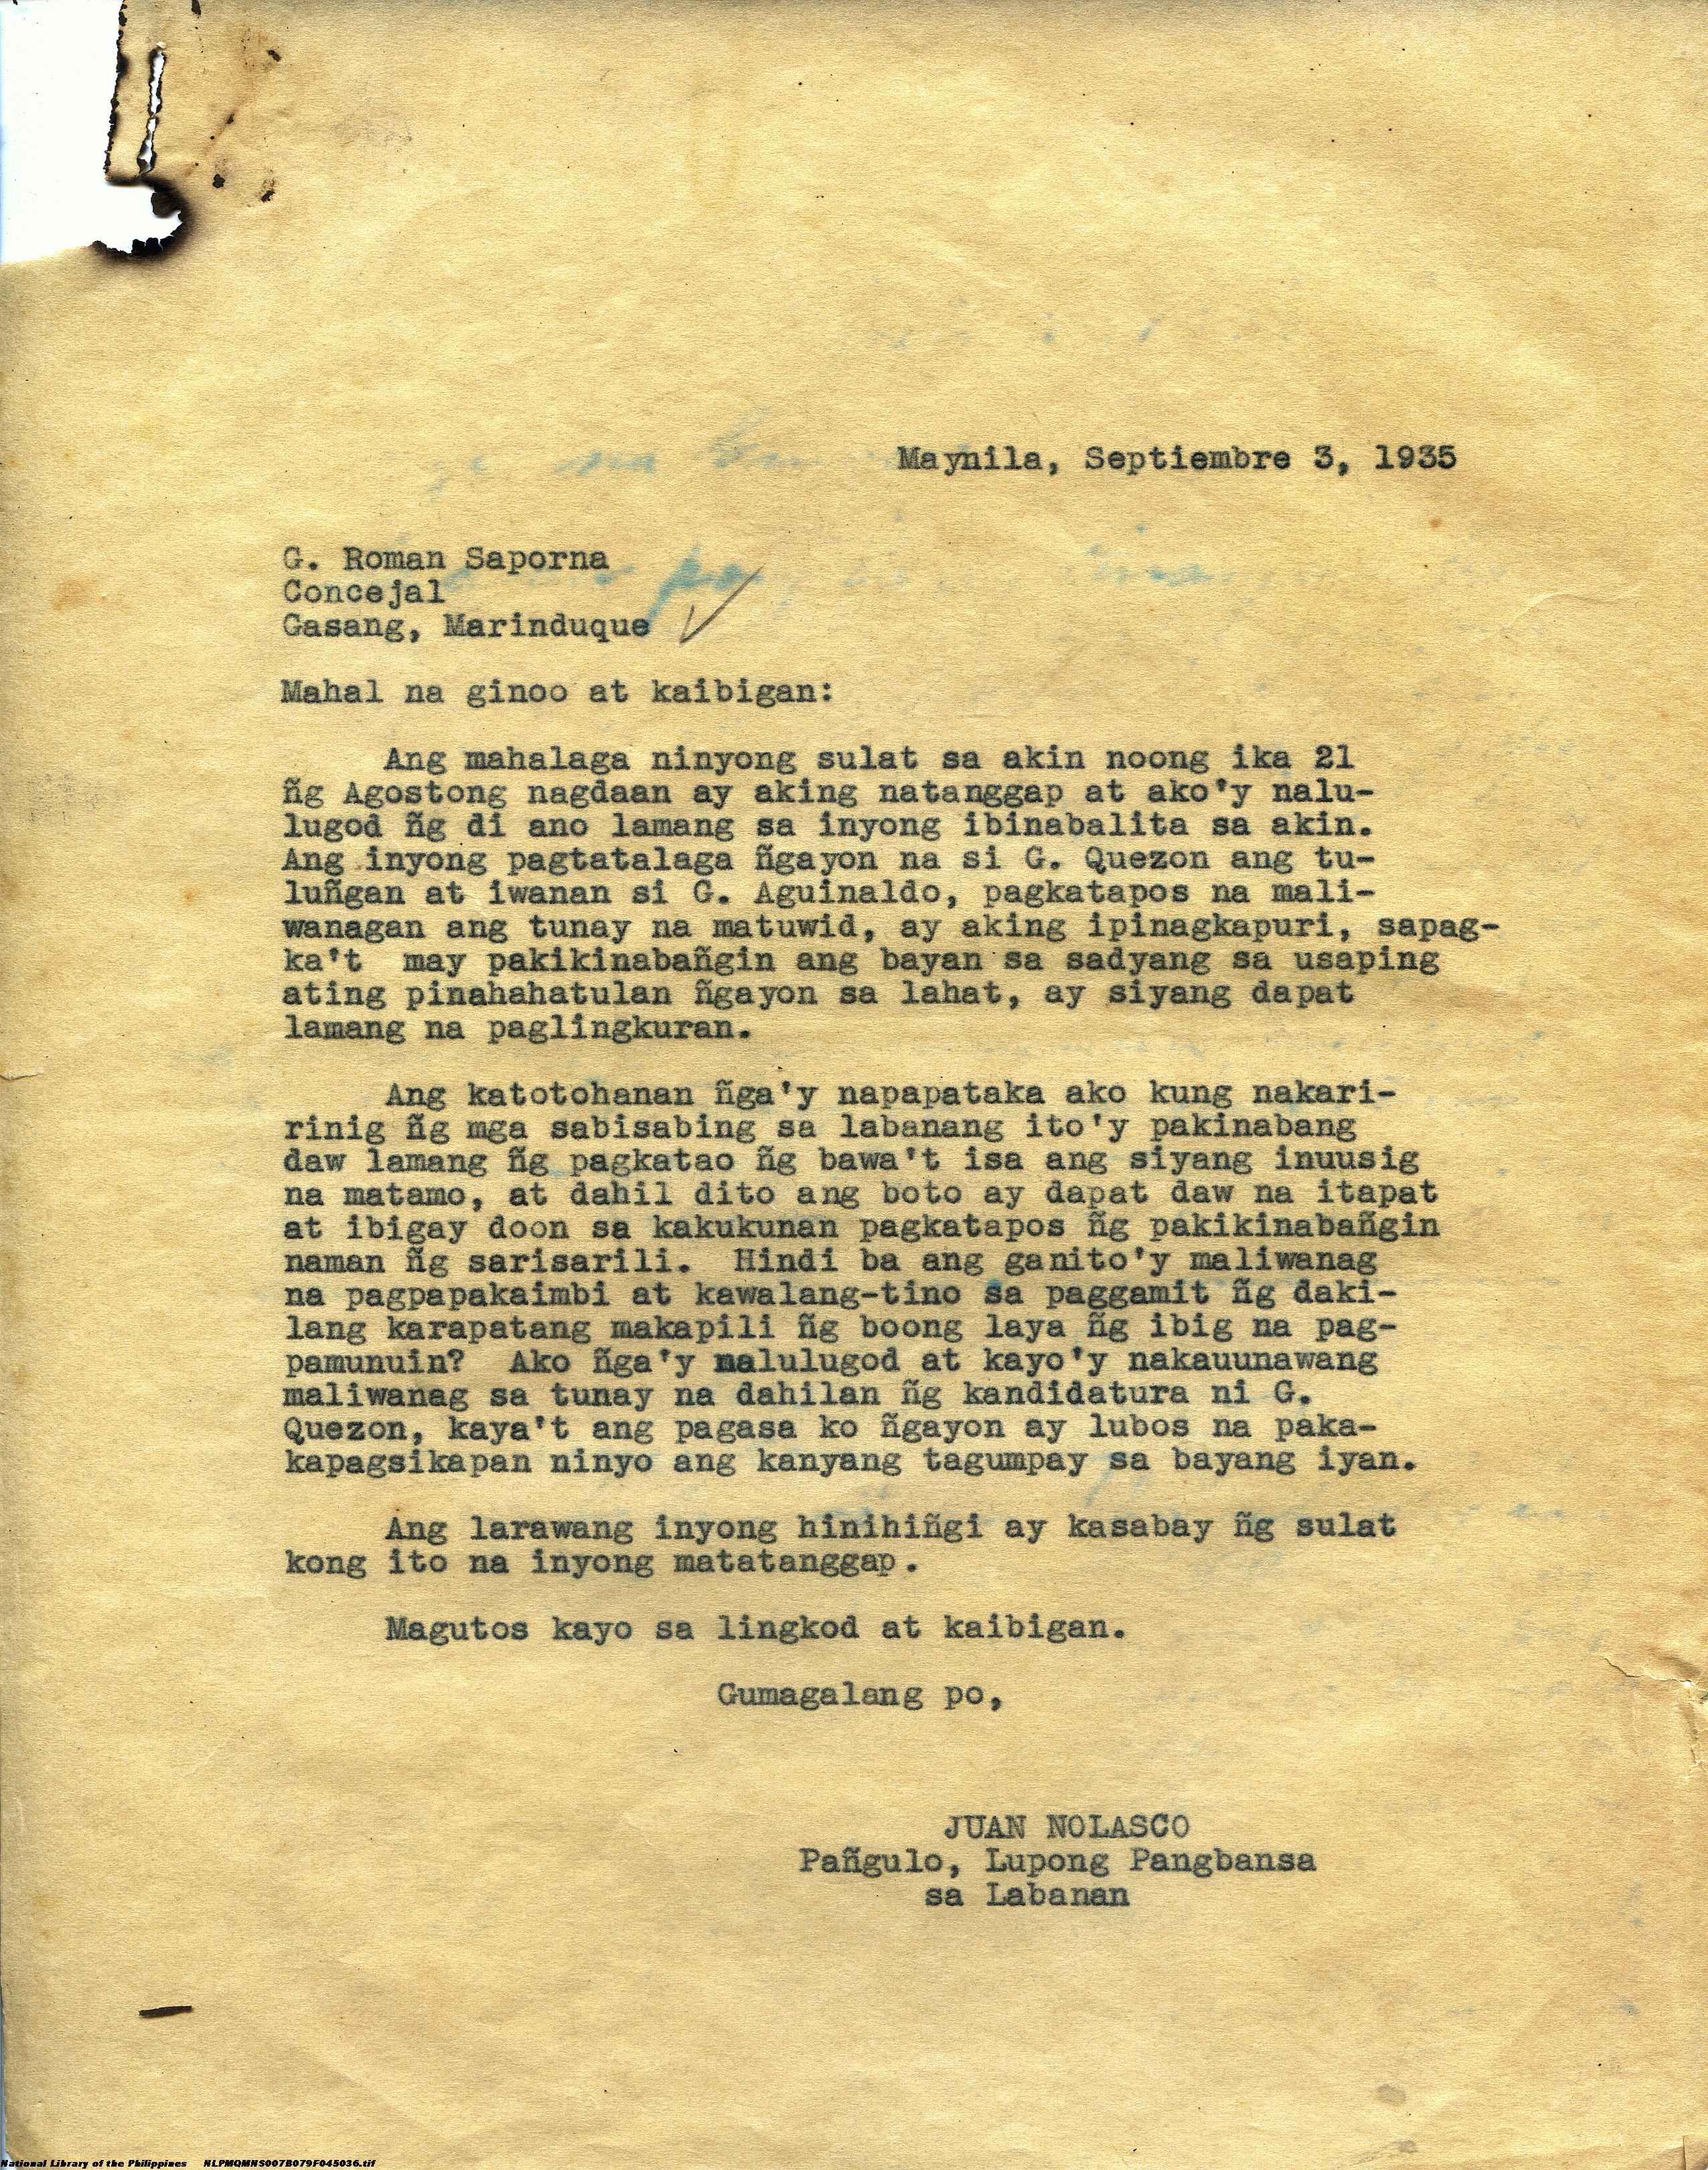 Maynila, Septiembre 3, 1935
G. Roman Saporna
Concejal
Gasang, Marinduque
Mahal na ginoo at kaibigan:
Ang mahalaga ninyong sulat sa akin noong ika 21
ñg Agostong nagdaan ay aking natanggap at ako'y nalu-
lugod ñg di ano lamang sa inyong ibinabalita sa akin.
Ang inyong pagtatalaga ñgayon na si G. Quezon ang tu-
luñgan at iwanan si G. Aguinaldo, pagkatapos na mali-
wanagan ang tunay na matuwid, ay aking ipinagkapuri, sapag-
ka't  may pakikinabañgin ang bayan sa sadyang sa usaping
ating pinahahatulan ñgayon sa lahat, ay siyang dapat
lamang na paglingkuran.
Ang katotohanan ñga'y napapataka ako kung nakari-
rinig ñg mga sabisabing sa labanang ito'y pakinabang
daw lamang ñg pagkatao ñg bawa't isa ang siyang inuusig
na matamo, at dahil dito ang boto ay dapat daw na itapat
at ibigay doon sa kakukunan pagkatapos ñg pakikinabañgin
naman ñg sarisarili.  Hindi ba ang ganito'y maliwanag
na pagpapakaimbi at kawalang-tino sa paggamit ñg daki-
lang karapatang makapili ñg boong laya ñg ibig na pag-
pamunuin?  Ako ñga'y nalulugod at kayo'y nakauunawang
maliwanag sa tunay na dahilan ñg kandidatura ni G.
Quezon, kaya't ang pagasa ko ñgayon ay lubos na paka-
kapagsikapan ninyo ang kanyang tagumpay sa bayang iyan.
Ang larawang inyong hinihiñgi ay kasabay ñg sulat
kong ito na inyong matatanggap.
Magutos kayo sa lingkod at kaibigan.
Gumagalang po,
JUAN NOLASCO
Pañgulo, Lupong Pangbansa
sa Labanan
National Library of the Philippines NLPMQMNS007B079F045036.tif